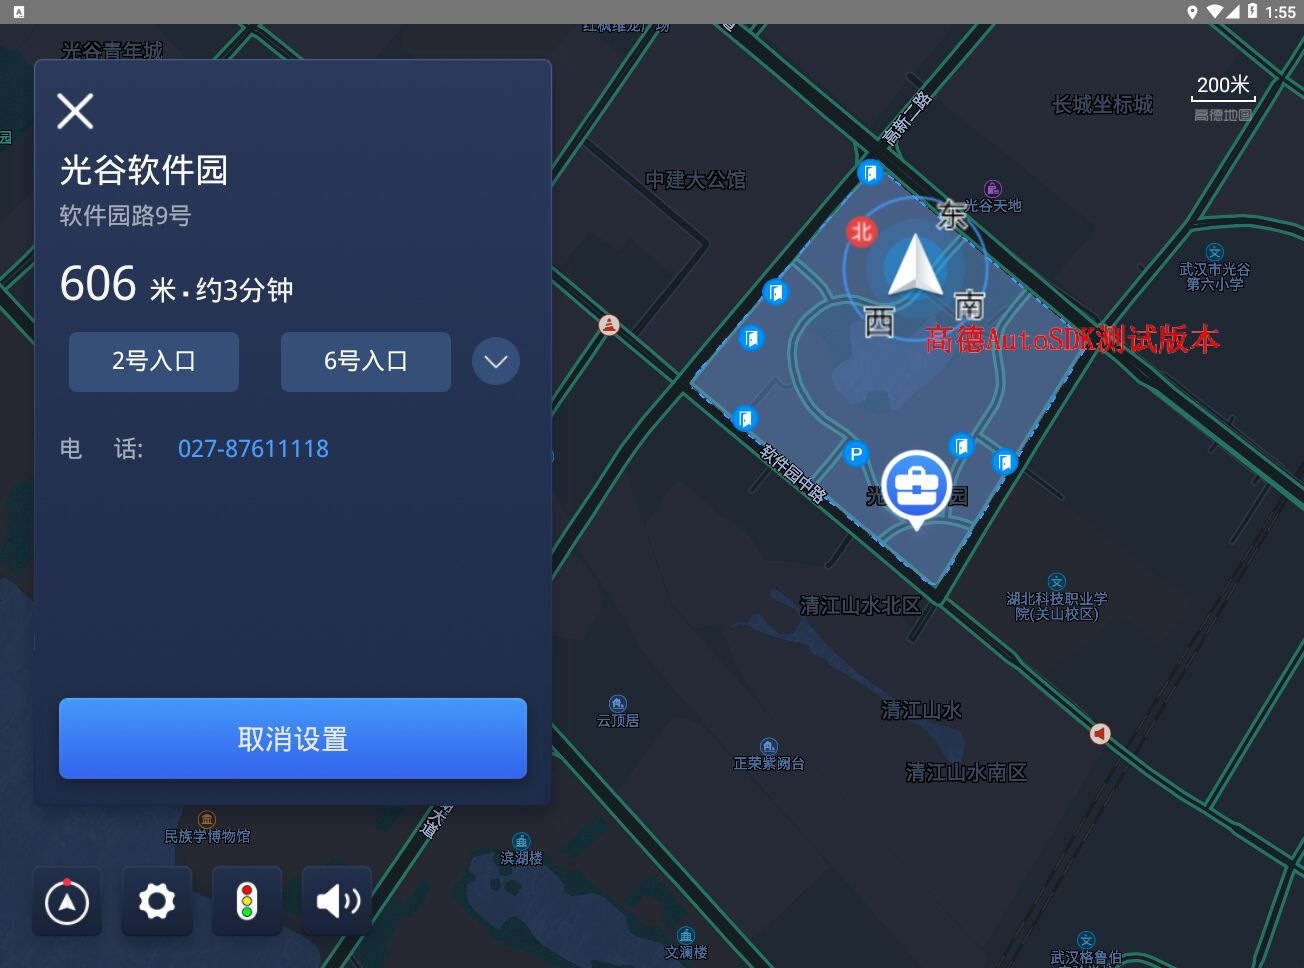 A
1:55
光谷青年城
200米
高德地图
长城坐标城
高新二路
光谷软件园
软件园路9号
606 米·约3分钟
2号入口
6号入口
电 话: 027-87611118
取消设置
中建大公馆
光谷天地
武汉市光谷
第六小学
东
北
南
西
高德AutoSDK测试版本
P
软件园中路
清江山水北区
文
湖北科技职业学
院(关山校区)
云顶居
清江山水
正荣紫阙台
清江山水南区
民族学博物馆
大道
滨湖楼
文澜楼
文
武汉格鲁伯